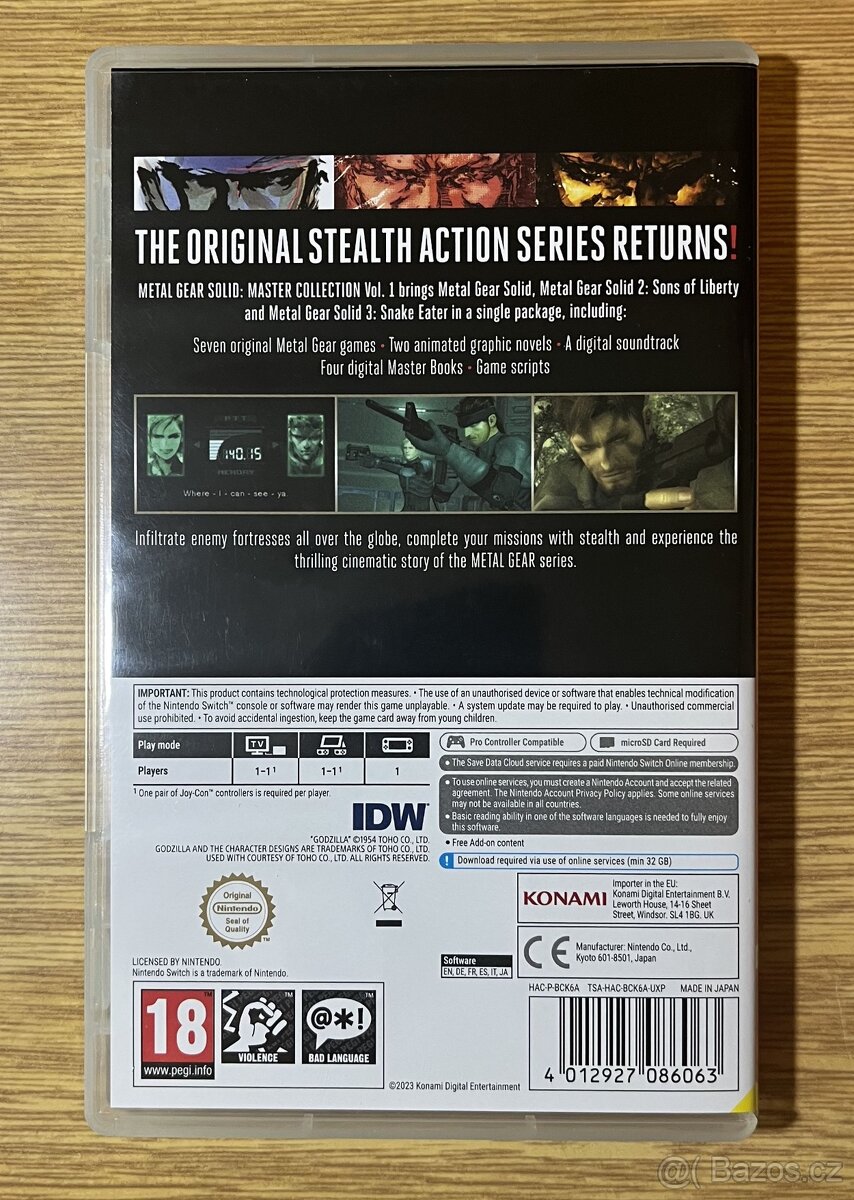 THE ORIGINAL STEALTH ACTION SERIES RETURNS!
METAL GEAR SOLID: MASTER COLLECTION Vol. 1 brings Metal Gear Solid, Metal Gear Solid 2: Sons of Liberty
and Metal Gear Solid 3: Snake Eater in a single package, including:
Seven original Metal Gear games • Two animated graphic novels • A digital soundtrack
Four digital Master Books • Game scripts
PTT
140.15
MEMORY
Where - I - can - see - ya.
Infiltrate enemy fortresses all over the globe, complete your missions with stealth and experience the
thrilling cinematic story of the METAL GEAR series.
IMPORTANT: This product contains technological protection measures. • The use of an unauthorised device or software that enables technical modification
of the Nintendo Switch™ console or software may render this game unplayable. • A system update may be required to play. • Unauthorised commercial
use prohibited. • To avoid accidental ingestion, keep the game card away from young children.
Play mode TV
Players 1-1¹ 1-1¹ 1
¹ One pair of Joy-Con™ controllers is required per player.
Pro Controller Compatible
microSD Card Required
• The Save Data Cloud service requires a paid Nintendo Switch Online membership.
• To use online services, you must create a Nintendo Account and accept the related
agreement. The Nintendo Account Privacy Policy applies. Some online services
may not be available in all countries.
• Basic reading ability in one of the software languages is needed to fully enjoy
this software.
• Free Add-on content
! Download required via use of online services (min 32 GB)
IDW
"GODZILLA" ©1954 TOHO CO., LTD.
GODZILLA AND THE CHARACTER DESIGNS ARE TRADEMARKS OF TOHO CO., LTD.
USED WITH COURTESY OF TOHO CO., LTD. ALL RIGHTS RESERVED.
Original
Nintendo
Seal of
Quality
™
LICENSED BY NINTENDO.
Nintendo Switch is a trademark of Nintendo.
KONAMI
Importer in the EU:
Konami Digital Entertainment B.V.
Leworth House, 14-16 Sheet
Street, Windsor. SL4 1BG. UK
CE
Manufacturer: Nintendo Co., Ltd.,
Kyoto 601-8501, Japan
Software
EN, DE, FR, ES, IT, JA
HAC-P-BCK6A TSA-HAC-BCK6A-UXP MADE IN JAPAN
18 ™
www.pegi.info
VIOLENCE ™
@*! ™
BAD LANGUAGE
©2023 Konami Digital Entertainment
4 012927 086063
@( Bazos.cz